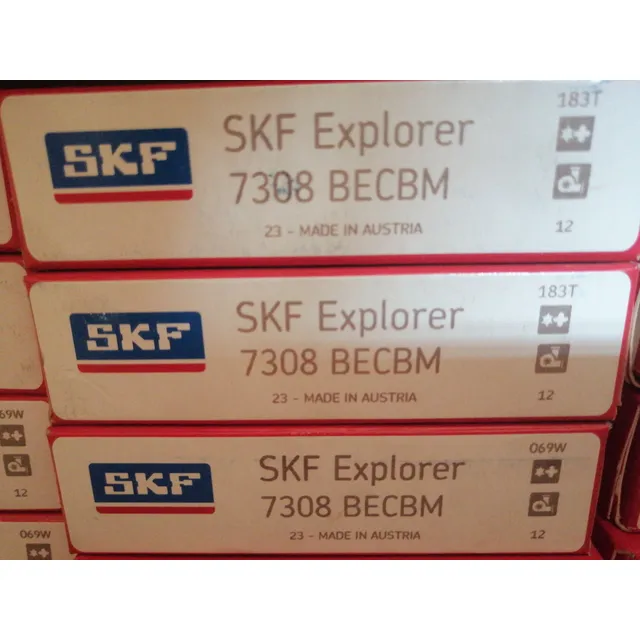 SKF
SKF Explorer
7308 BECBM
23 - MADE IN AUSTRIA
183T
12
SKF
SKF Explorer
7308 BECBM
23 - MADE IN AUSTRIA
183T
12
SKF
SKF Explorer
7308 BECBM
23 - MADE IN AUSTRIA
069W
12
69W
12
069W